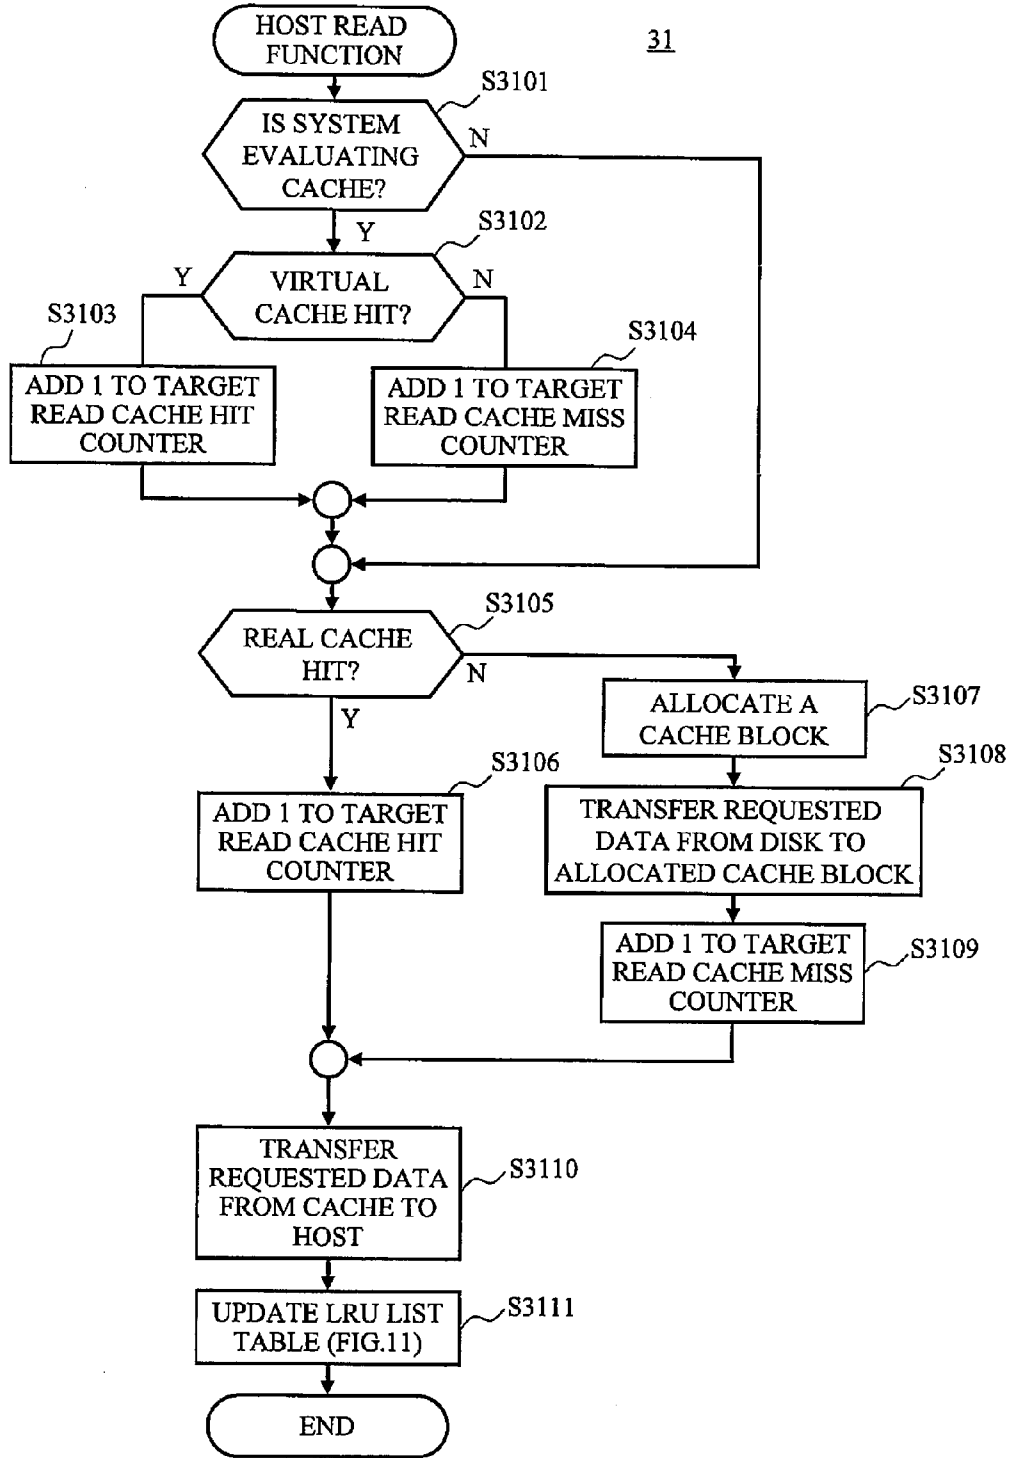 HOST READ
FUNCTION
31
S3101
IS SYSTEM
EVALUATING
CACHE?
N
Y
S3102
VIRTUAL
CACHE HIT?
Y
N
S3103
ADD 1 TO TARGET
READ CACHE HIT
COUNTER
S3104
ADD 1 TO TARGET
READ CACHE MISS
COUNTER
S3105
REAL CACHE
HIT?
N
Y
S3107
ALLOCATE A
CACHE BLOCK
S3106
ADD 1 TO TARGET
READ CACHE HIT
COUNTER
S3108
TRANSFER REQUESTED
DATA FROM DISK TO
ALLOCATED CACHE BLOCK
S3109
ADD 1 TO TARGET
READ CACHE MISS
COUNTER
S3110
TRANSFER
REQUESTED DATA
FROM CACHE TO
HOST
S3111
UPDATE LRU LIST
TABLE (FIG.11)
END